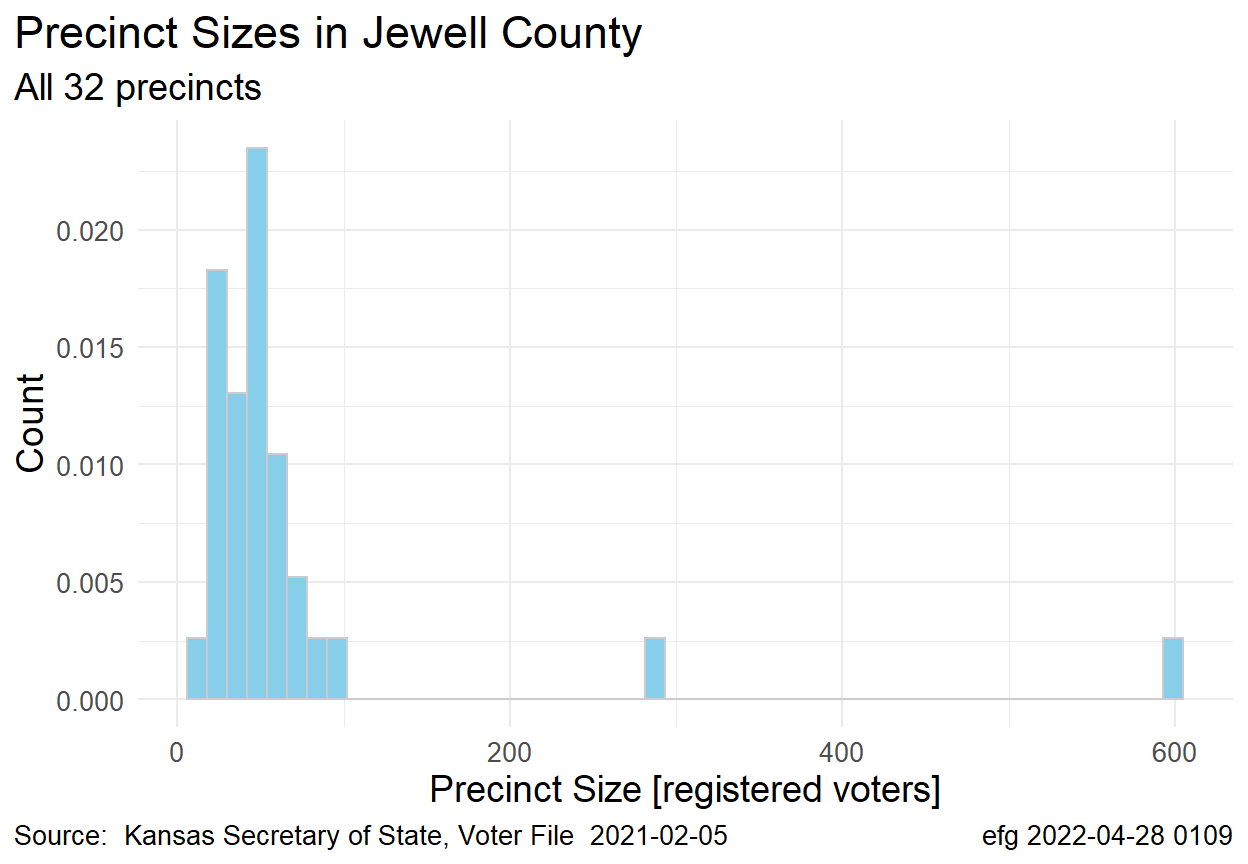 Precinct Sizes in Jewell County
All 32 precincts
Count
0.020
0.015
0.010
0.005
0.000
0 200 400 600
Precinct Size [registered voters]
Source:  Kansas Secretary of State, Voter File  2021-02-05
efg 2022-04-28 0109